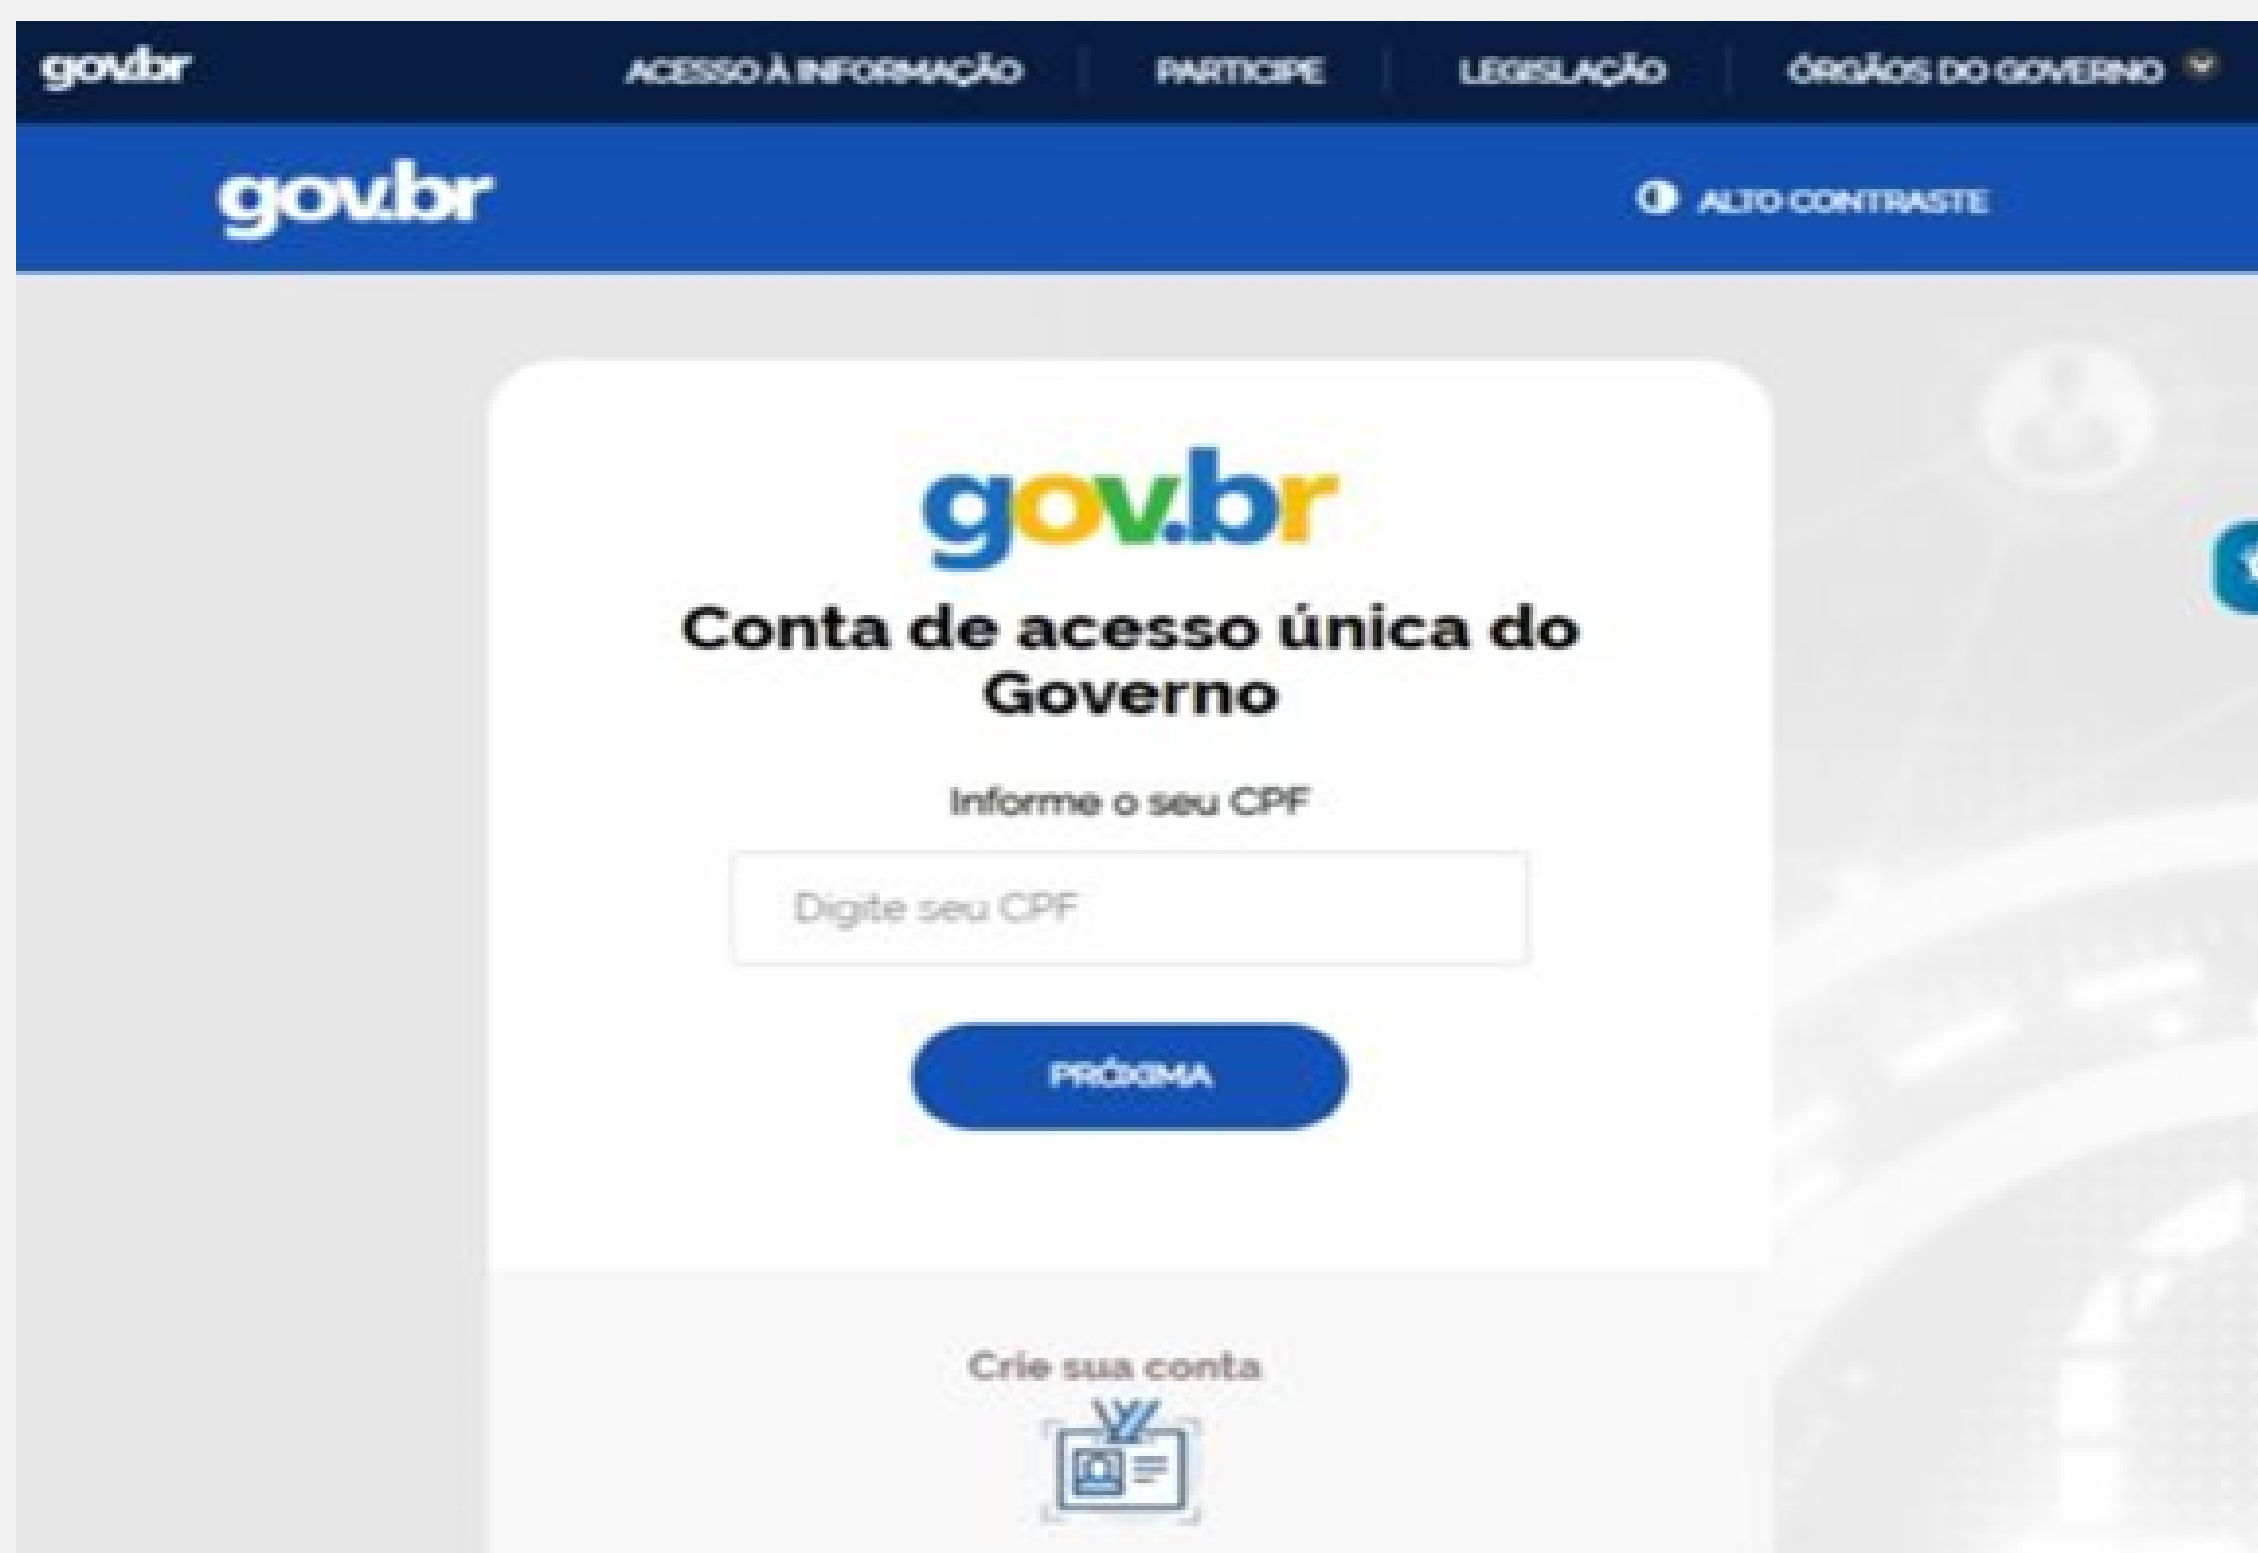 gov.br
ACESSO À INFORMAÇÃO
PARTICIPE
LEGISLAÇÃO
ÓRGÃOS DO GOVERNO
gov.br
ALTO CONTRASTE
gov.br
Conta de acesso única do
Governo
Informe o seu CPF
Digite seu CPF
PRÓXIMA
Crie sua conta